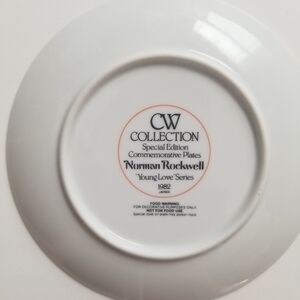 CW
COLLECTION
Special Edition
Commemorative Plates
Norman Rockwell
"Young Love" Series
1982
JAPAN
FOOD WARNING:
FOR DECORATIVE PURPOSES ONLY.
NOT FOR FOOD USE.